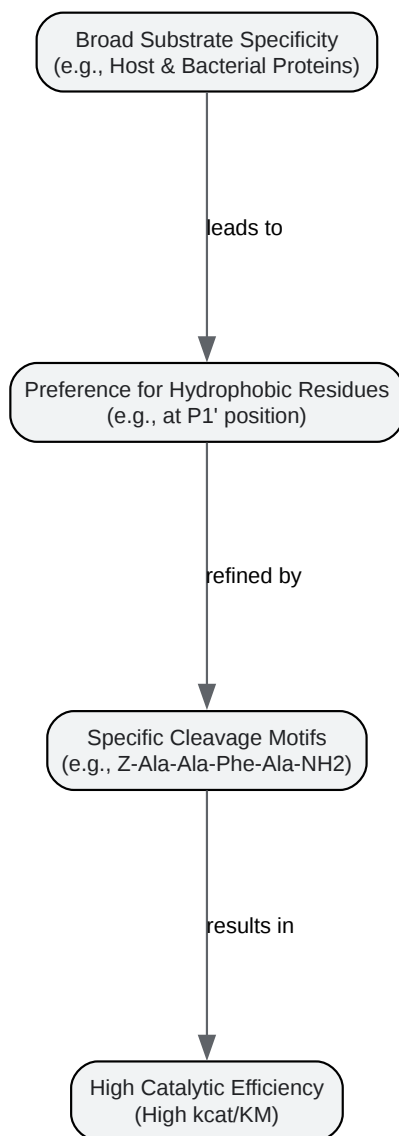 Broad Substrate Specificity
(e.g., Host & Bacterial Proteins)
leads to
Preference for Hydrophobic Residues
(e.g., at P1' position)
refined by
Specific Cleavage Motifs
(e.g., Z-Ala-Ala-Phe-Ala-NH2)
results in
High Catalytic Efficiency
(High kcat/KM)